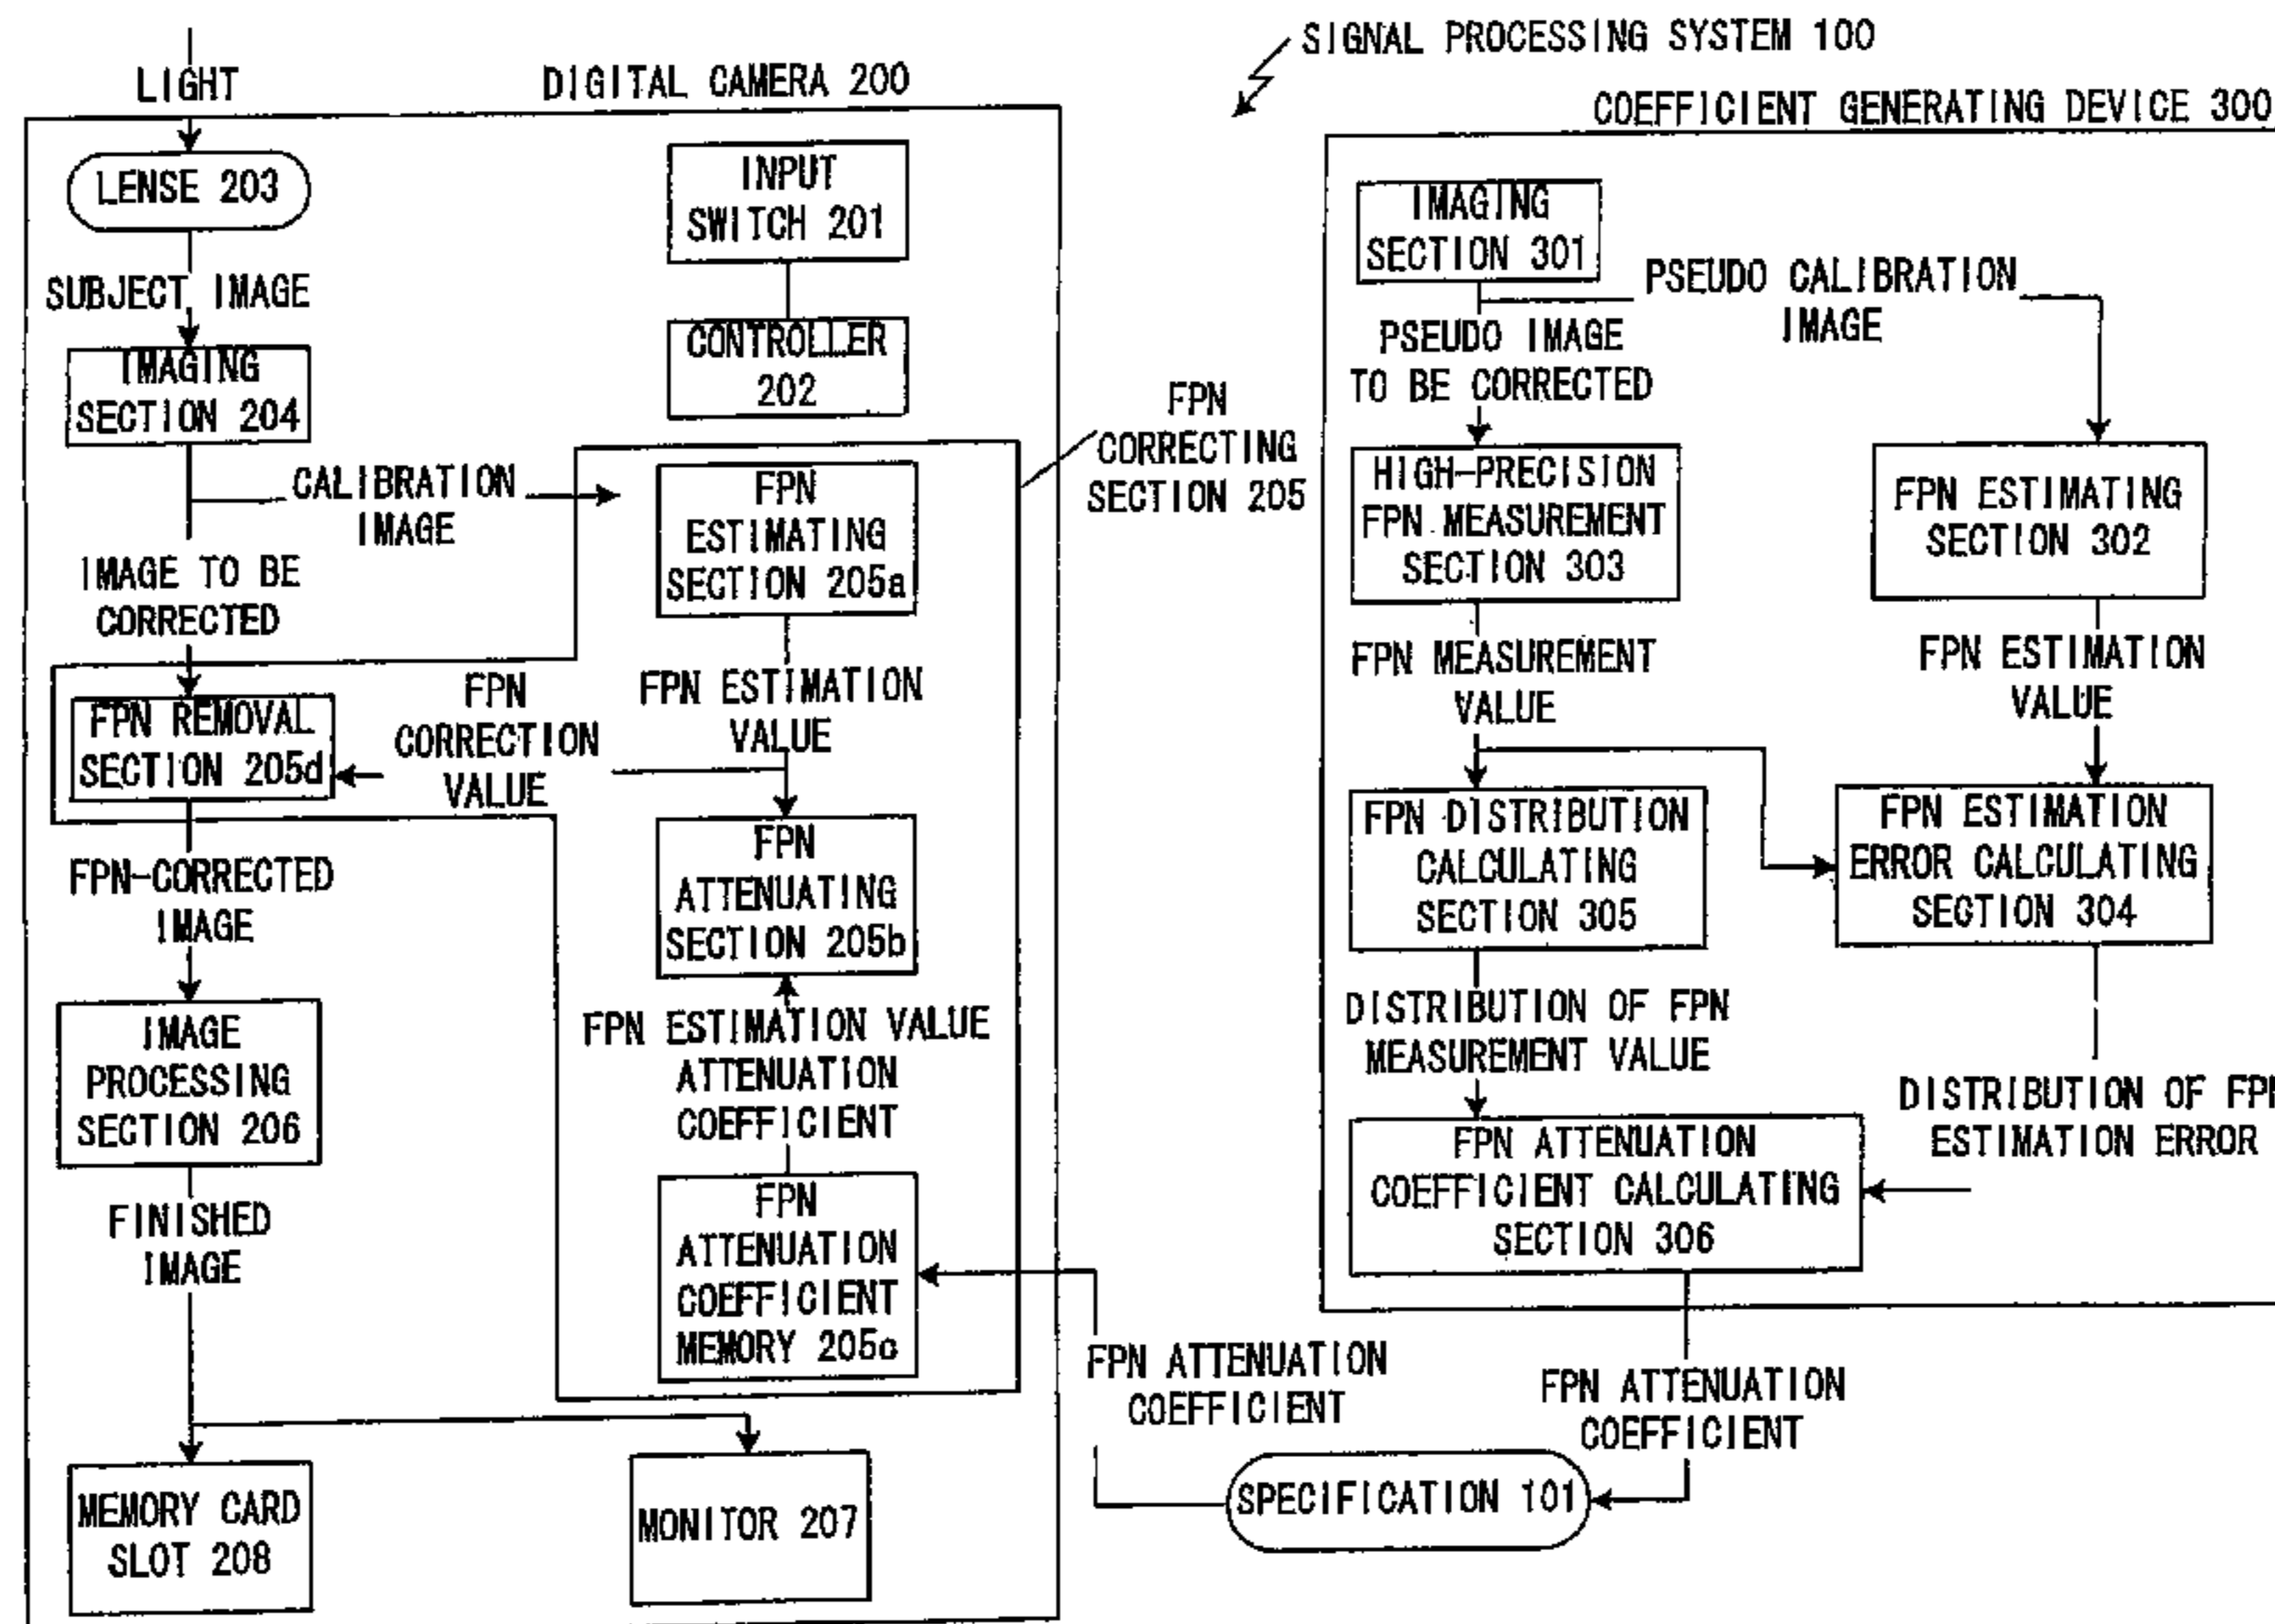 SIGNAL PROCESSING SYSTEM 100
LIGHT
DIGITAL CAMERA 200
LENSE 203
INPUT
SWITCH 201
SUBJECT IMAGE
CONTROLLER
202
IMAGING
SECTION 204
CALIBRATION
IMAGE
FPN
CORRECTING
SECTION 205
FPN
ESTIMATING
SECTION 205a
IMAGE TO BE
CORRECTED
FPN REMOVAL
SECTION 205d
FPN
CORRECTION
VALUE
FPN ESTIMATION
VALUE
FPN
ATTENUATING
SECTION 205b
FPN-CORRECTED
IMAGE
IMAGE
PROCESSING
SECTION 206
FPN ESTIMATION VALUE
ATTENUATION
COEFFICIENT
FPN
ATTENUATION
COEFFICIENT
MEMORY 205c
FINISHED
IMAGE
MEMORY CARD
SLOT 208
MONITOR 207
COEFFICIENT GENERATING DEVICE 300
IMAGING
SECTION 301
PSEUDO CALIBRATION
IMAGE
PSEUDO IMAGE
TO BE CORRECTED
HIGH-PRECISION
FPN MEASUREMENT
SECTION 303
FPN ESTIMATING
SECTION 302
FPN MEASUREMENT
VALUE
FPN ESTIMATION
VALUE
FPN DISTRIBUTION
CALCULATING
SECTION 305
FPN ESTIMATION
ERROR CALCULATING
SECTION 304
DISTRIBUTION OF FPN
MEASUREMENT VALUE
DISTRIBUTION OF FPN
ESTIMATION ERROR
FPN ATTENUATION
COEFFICIENT CALCULATING
SECTION 306
FPN ATTENUATION
COEFFICIENT
FPN ATTENUATION
COEFFICIENT
SPECIFICATION 101